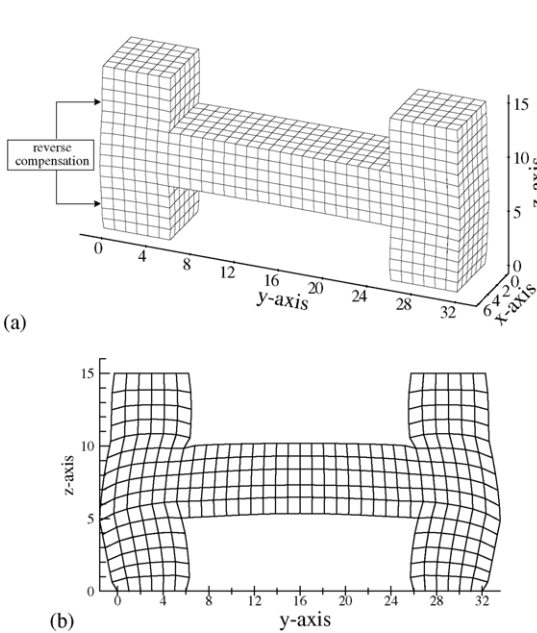 15
reverse
compensation
10
z-axis
5
0
0
4
8
12
16
20
24
28
32
6 4 2 0
y-axis
x-axis
(a)
15
10
z-axis
5
0
0 4 8 12 16 20 24 28 32
(b)
y-axis